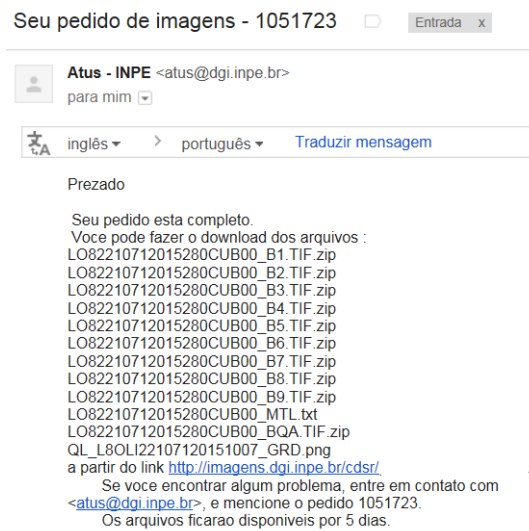 Seu pedido de imagens - 1051723 Entrada x
Atus - INPE <atus@dgi.inpe.br>
para mim
inglês > português Traduzir mensagem
Prezado
Seu pedido esta completo.
Voce pode fazer o download dos arquivos :
LO82210712015280CUB00_B1.TIF.zip
LO82210712015280CUB00_B2.TIF.zip
LO82210712015280CUB00_B3.TIF.zip
LO82210712015280CUB00_B4.TIF.zip
LO82210712015280CUB00_B5.TIF.zip
LO82210712015280CUB00_B6.TIF.zip
LO82210712015280CUB00_B7.TIF.zip
LO82210712015280CUB00_B8.TIF.zip
LO82210712015280CUB00_B9.TIF.zip
LO82210712015280CUB00_MTL.txt
LO82210712015280CUB00_BQA.TIF.zip
QL_L8OLI22107120151007_GRD.png
a partir do link http://imagens.dgi.inpe.br/cdsr/
Se voce encontrar algum problema, entre em contato com
<atus@dgi.inpe.br>, e mencione o pedido 1051723.
Os arquivos ficarao disponiveis por 5 dias.